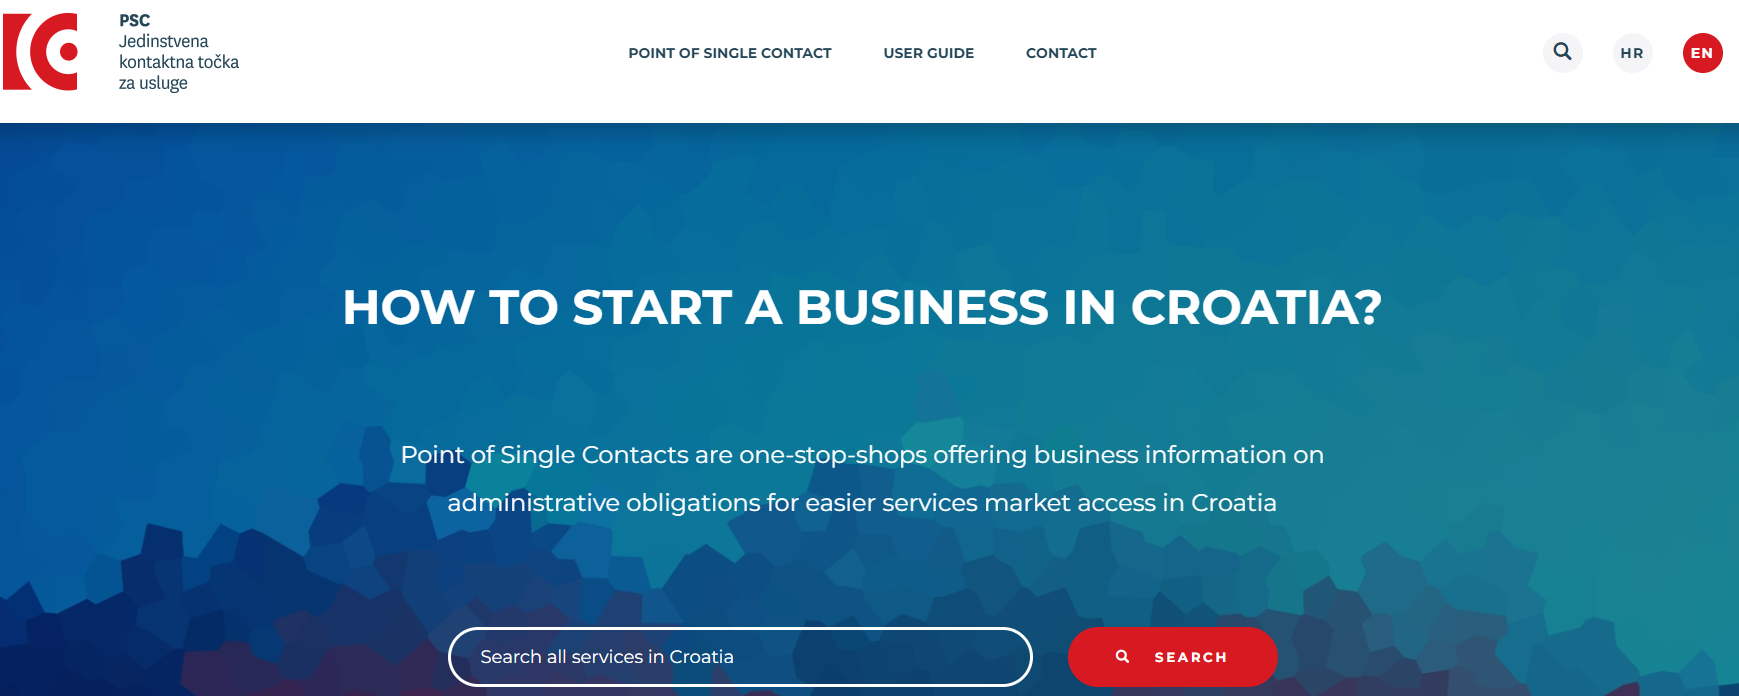 PSC
Jedinstvena
kontaktna točka
za usluge
POINT OF SINGLE CONTACT
USER GUIDE
CONTACT
HR
EN
HOW TO START A BUSINESS IN CROATIA?
Point of Single Contacts are one-stop-shops offering business information on
administrative obligations for easier services market access in Croatia
Search all services in Croatia
SEARCH